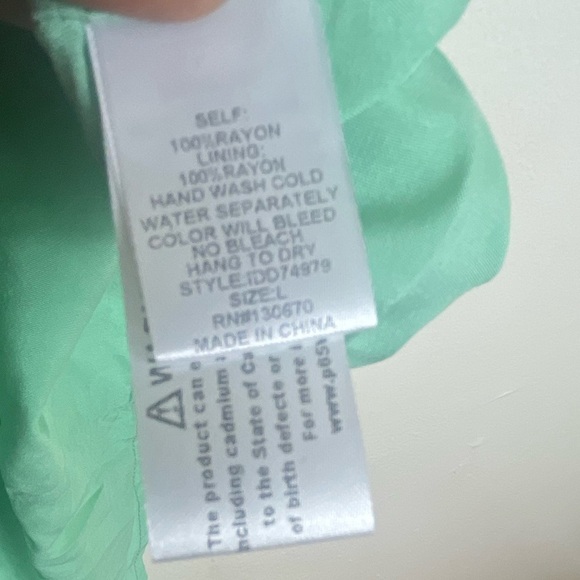 SELF:
100%RAYON
LINING:
100%RAYON
HAND WASH COLD
WATER SEPARATELY
COLOR WILL BLEED
NO BLEACH
HANG TO DRY
STYLE:IDD74979
SIZE:L
RN#130670
MADE IN CHINA
The product can
ncluding cadmium
to the State of Ca
of birth defects or
For more
www.p65